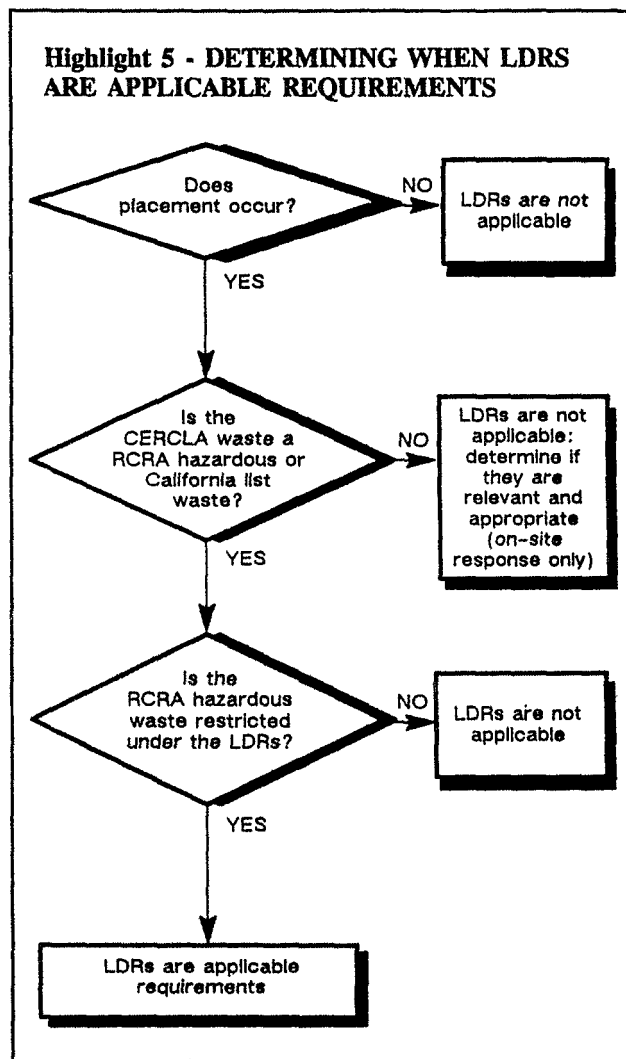 Highlight 5 - DETERMINING WHEN LDRS
ARE APPLICABLE REQUIREMENTS
Does
placement occur?
NO
LDRs are not
applicable
YES
Is the
CERCLA waste a
RCRA hazardous or
California list
waste?
NO
LDRs are not
applicable:
determine if
they are
relevant and
appropriate
(on-site
response only)
YES
Is the
RCRA hazardous
waste restricted
under the LDRs?
NO
LDRs are not
applicable
YES
LDRs are applicable
requirements